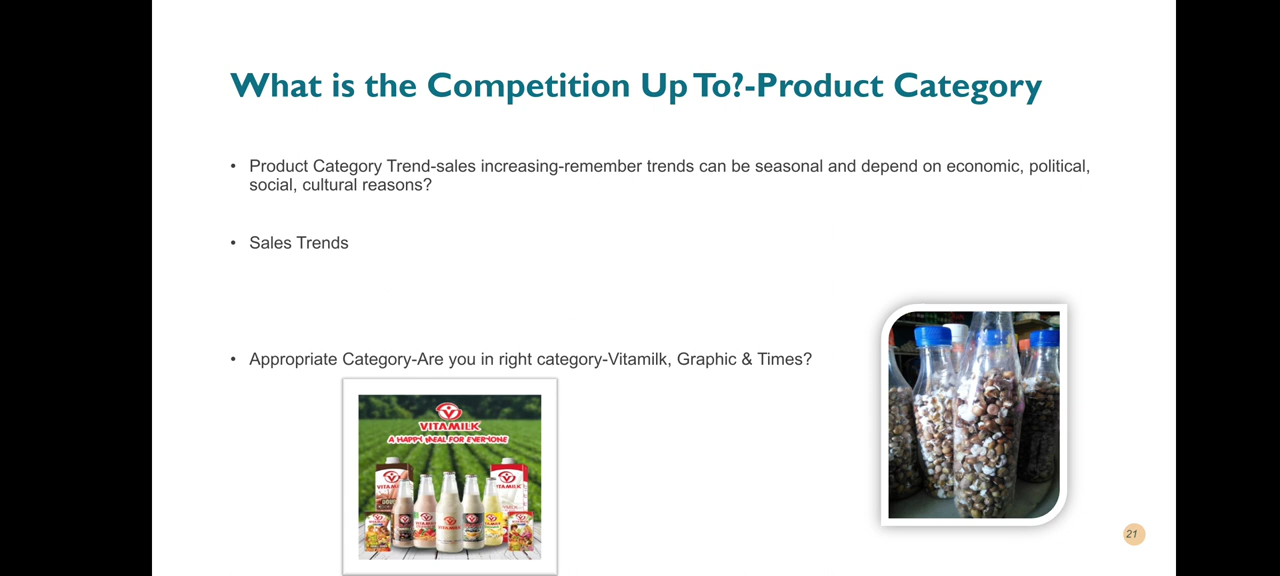 What is the Competition Up To?-Product Category
• Product Category Trend-sales increasing-remember trends can be seasonal and depend on economic, political,
social, cultural reasons?
• Sales Trends
• Appropriate Category-Are you in right category-Vitamilk, Graphic & Times?
VITAMILK
A HAPPY MEAL FOR EVERYONE
21